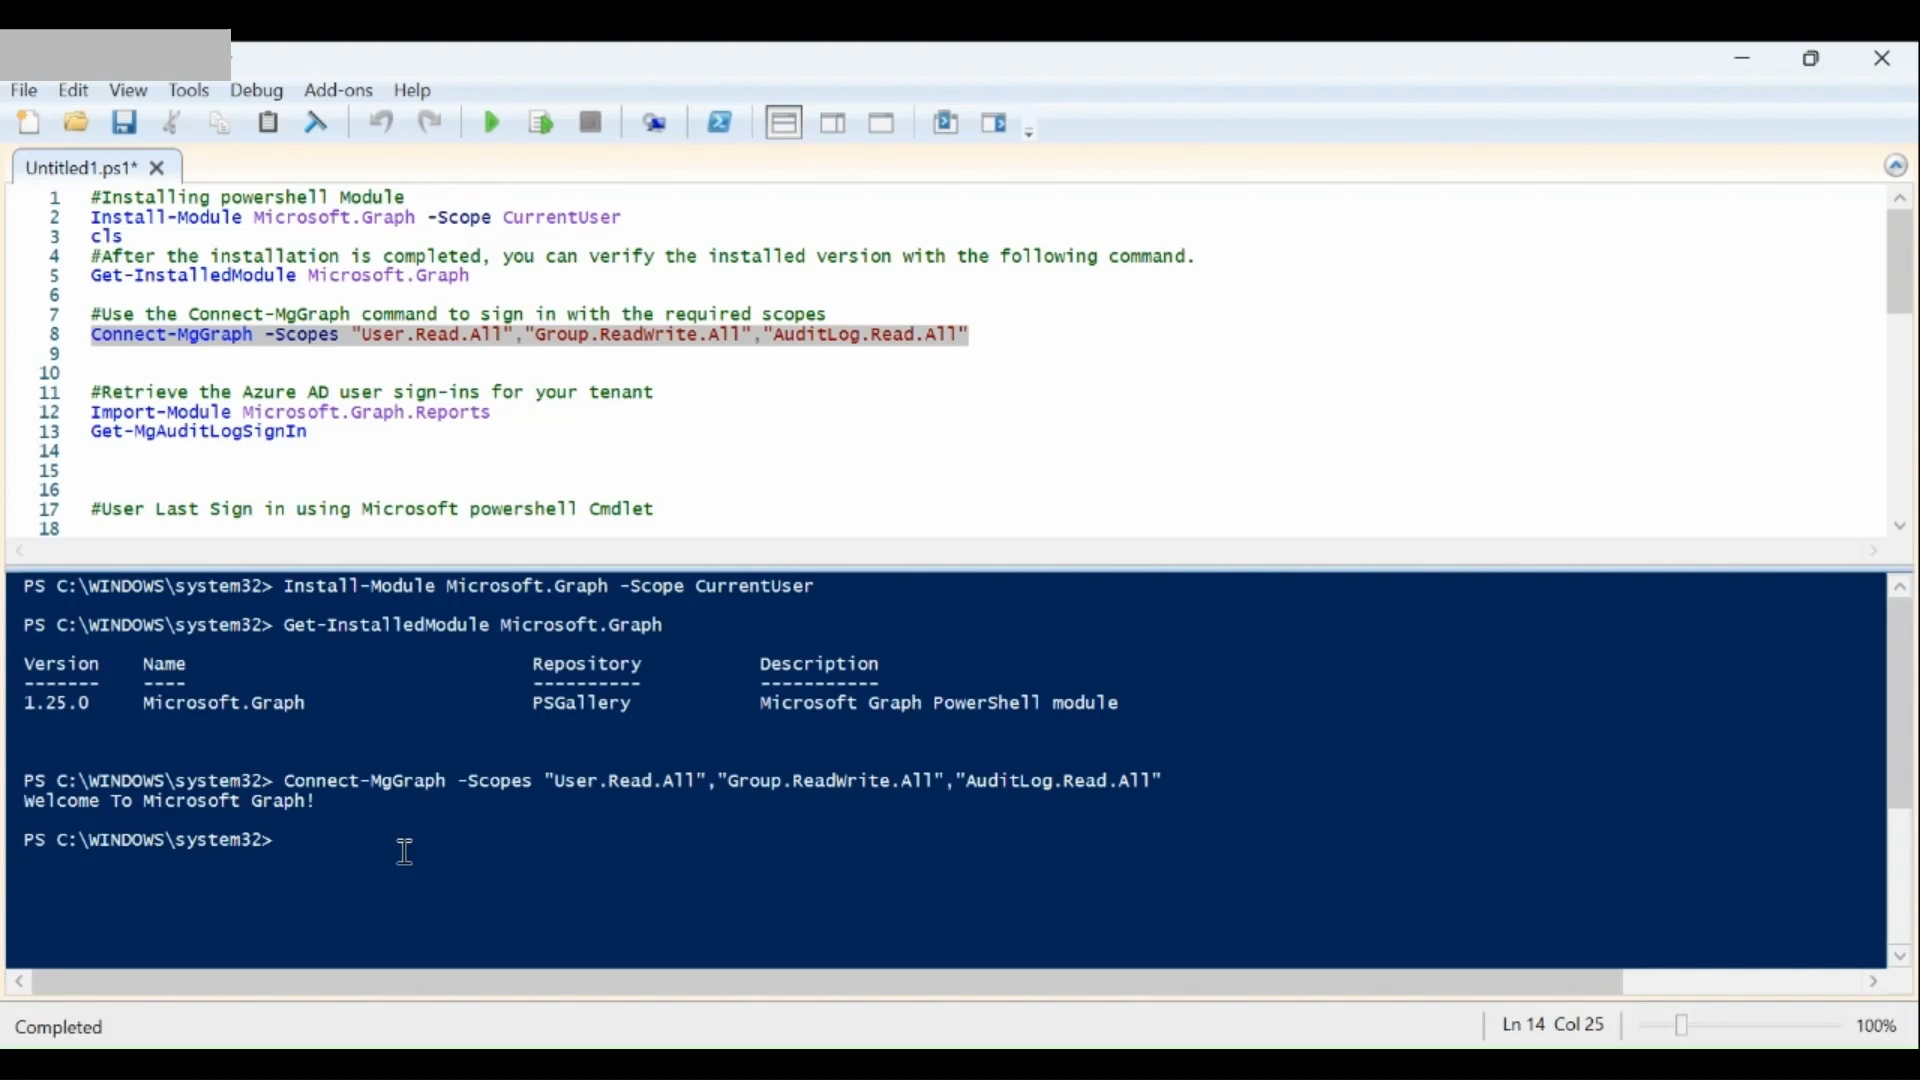 File Edit View Tools Debug Add-ons Help
Untitled1.ps1*
1 #Installing powershell Module
2 Install-Module Microsoft.Graph -Scope CurrentUser
3 cls
4 #After the installation is completed, you can verify the installed version with the following command.
5 Get-InstalledModule Microsoft.Graph
6
7 #Use the Connect-MgGraph command to sign in with the required scopes
8 Connect-MgGraph -Scopes "User.Read.All","Group.ReadWrite.All","AuditLog.Read.All"
9
10
11 #Retrieve the Azure AD user sign-ins for your tenant
12 Import-Module Microsoft.Graph.Reports
13 Get-MgAuditLogSignIn
14
15
16
17 #User Last Sign in using Microsoft powershell Cmdlet
18
PS C:\WINDOWS\system32> Install-Module Microsoft.Graph -Scope CurrentUser
PS C:\WINDOWS\system32> Get-InstalledModule Microsoft.Graph
Version Name Repository Description
------- ---- ---------- -----------
1.25.0 Microsoft.Graph PSGallery Microsoft Graph PowerShell module
PS C:\WINDOWS\system32> Connect-MgGraph -Scopes "User.Read.All","Group.ReadWrite.All","AuditLog.Read.All"
Welcome To Microsoft Graph!
PS C:\WINDOWS\system32>
Completed Ln 14 Col 25 100%